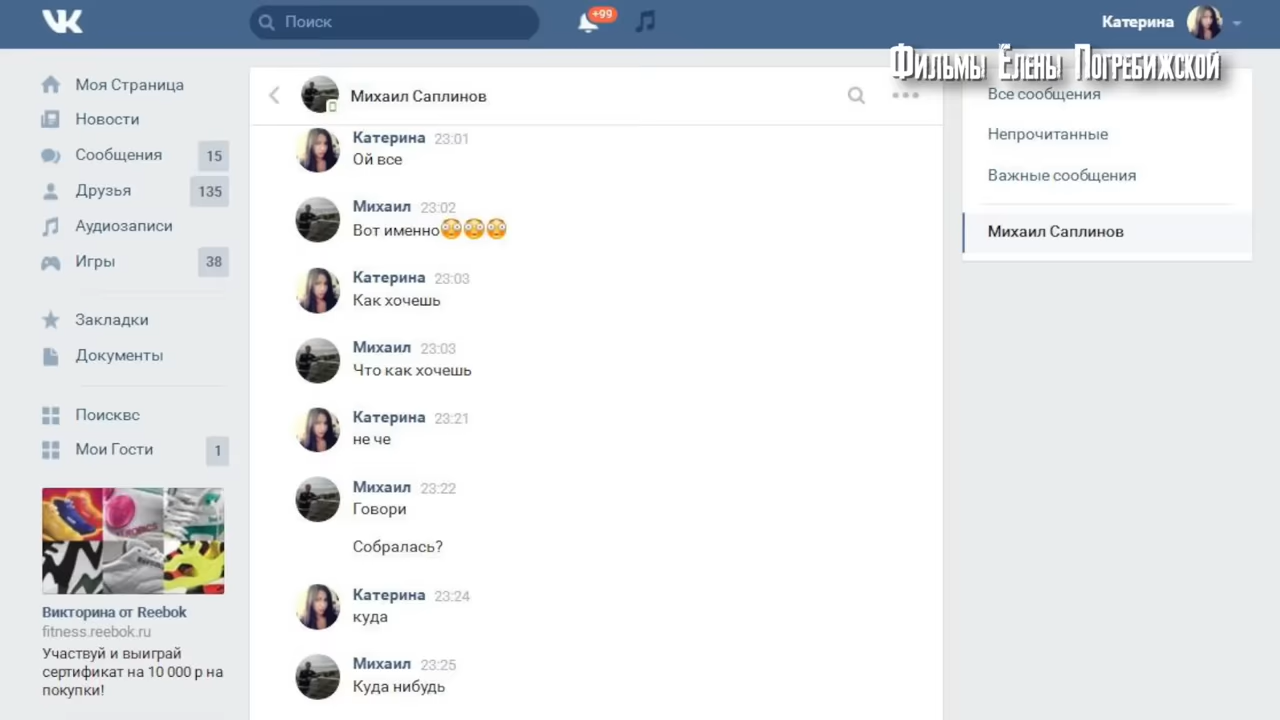 VK
Поиск
+99
Катерина
Фильмы Елены Погребижской
Моя Страница
Новости
Сообщения 15
Друзья 135
Аудиозаписи
Игры 38
Закладки
Документы
Поисквс
Мои Гости 1
Викторина от Reebok
fitness.reebok.ru
Участвуй и выиграй
сертификат на 10 000 р на
покупки!
Михаил Саплинов
Катерина 23:01
Ой все
Михаил 23:02
Вот именно😳😳😳
Катерина 23:03
Как хочешь
Михаил 23:03
Что как хочешь
Катерина 23:21
не че
Михаил 23:22
Говори
Собралась?
Катерина 23:24
куда
Михаил 23:25
Куда нибудь
Все сообщения
Непрочитанные
Важные сообщения
Михаил Саплинов